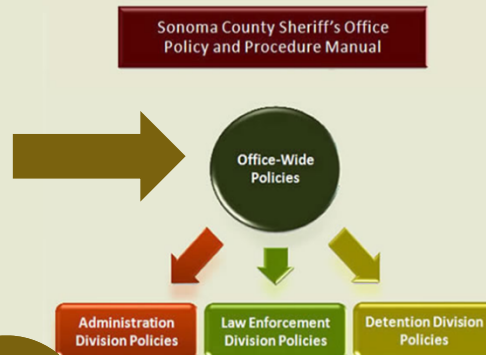 Sonoma County Sheriff's Office
Policy and Procedure Manual
Office-Wide
Policies
Administration
Division Policies
Law Enforcement
Division Policies
Detention Division
Policies